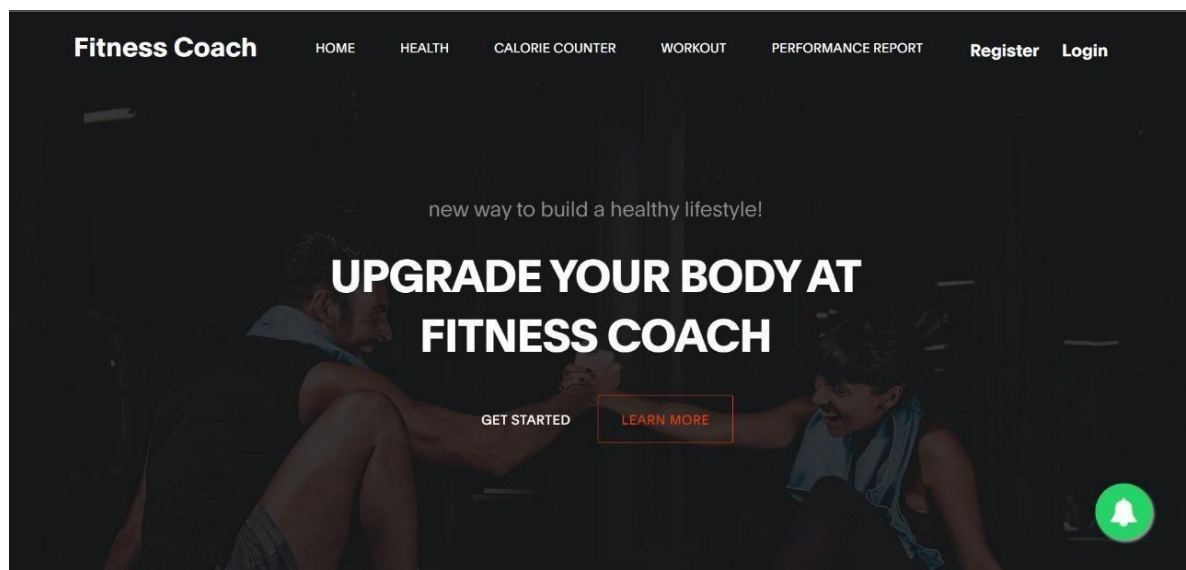 Fitness Coach HOME HEALTH CALORIE COUNTER WORKOUT PERFORMANCE REPORT Register Login
new way to build a healthy lifestyle!
UPGRADE YOUR BODY AT
FITNESS COACH
GET STARTED LEARN MORE